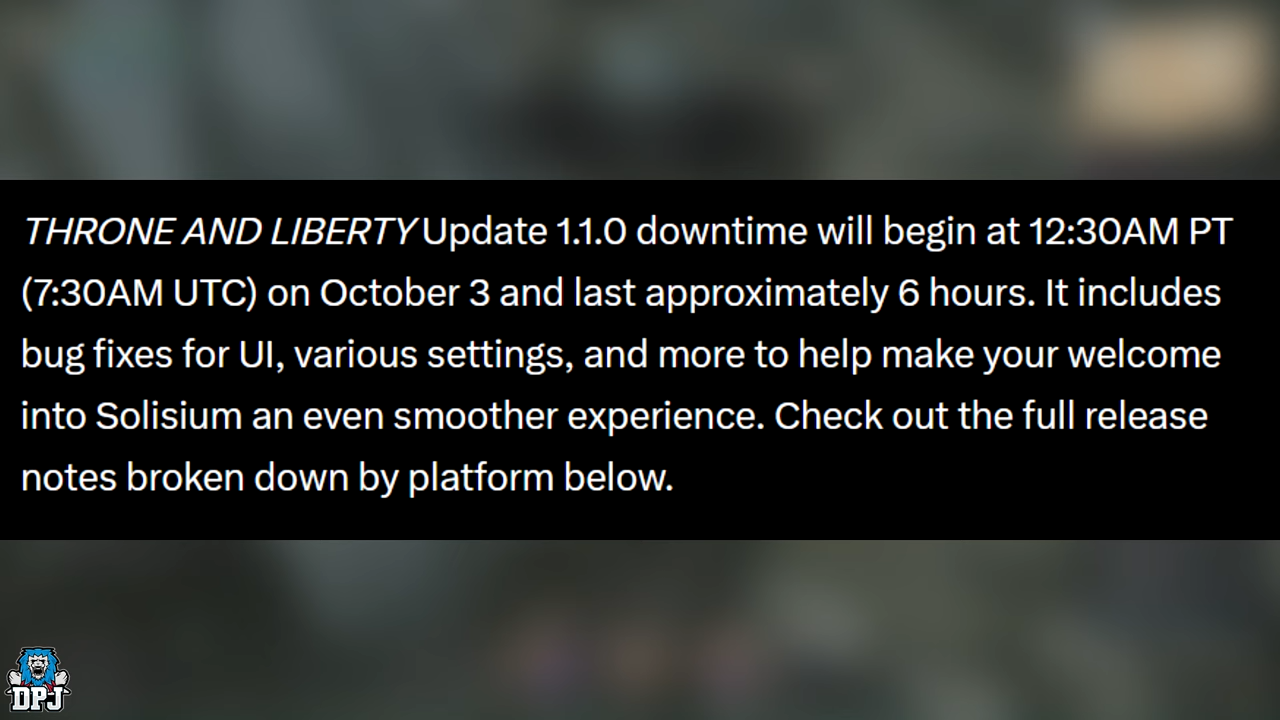 THRONE AND LIBERTY Update 1.1.0 downtime will begin at 12:30AM PT
(7:30AM UTC) on October 3 and last approximately 6 hours. It includes
bug fixes for UI, various settings, and more to help make your welcome
into Solisium an even smoother experience. Check out the full release
notes broken down by platform below.
DPJ